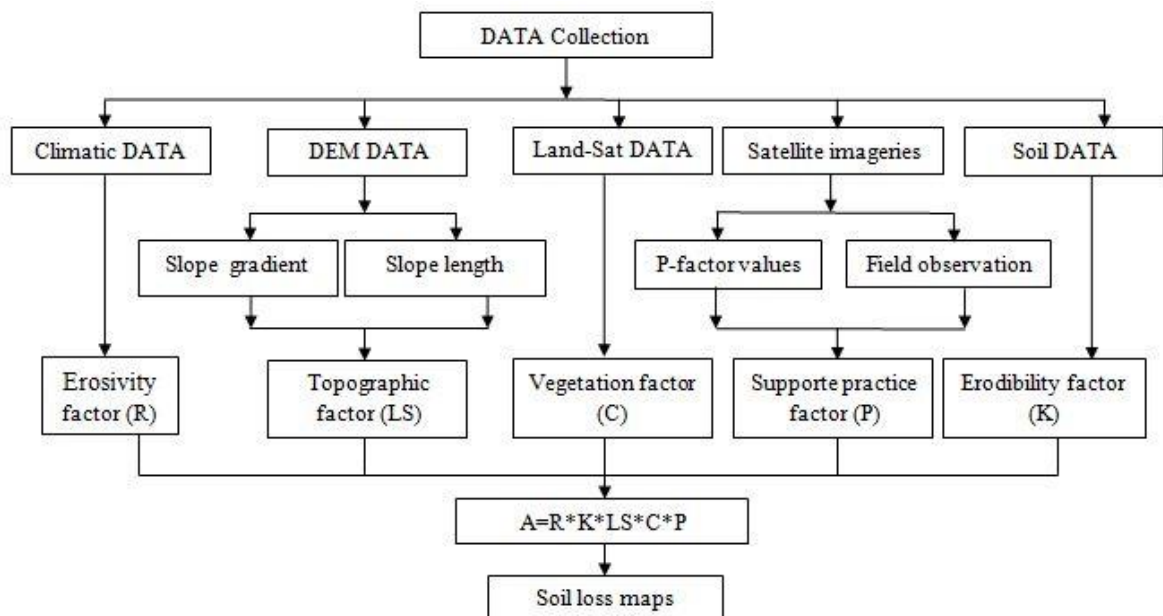 DATA Collection
Climatic DATA
DEM DATA
Land-Sat DATA
Satellite imageries
Soil DATA
Slope gradient
Slope length
P-factor values
Field observation
Erosivity
factor (R)
Topographic
factor (LS)
Vegetation factor
(C)
Supporte practice
factor (P)
Erodibility factor
(K)
A=R*K*LS*C*P
Soil loss maps